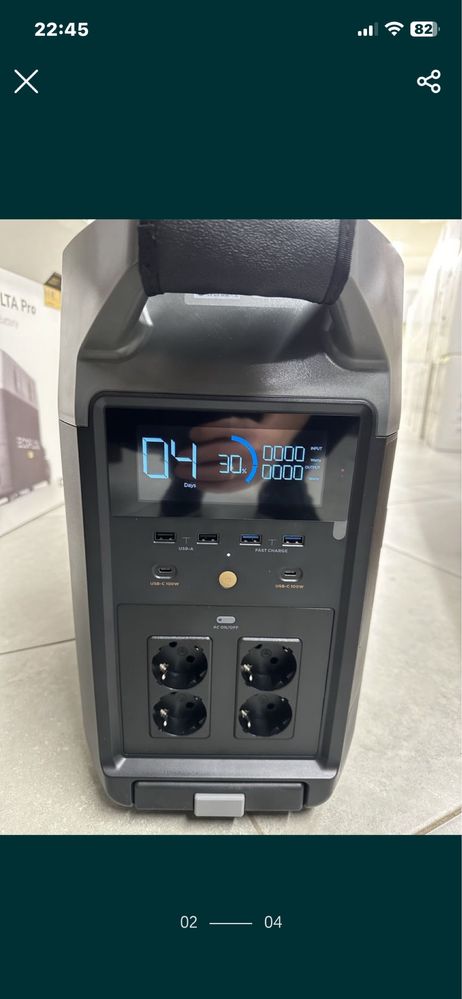 22:45
82
LTA Pro
04
Days
30%
0000
INPUT
Watts
0000
OUTPUT
Watts
USB-A
FAST CHARGE
USB-C 100W
USB-C 100W
AC ON/OFF
02
04